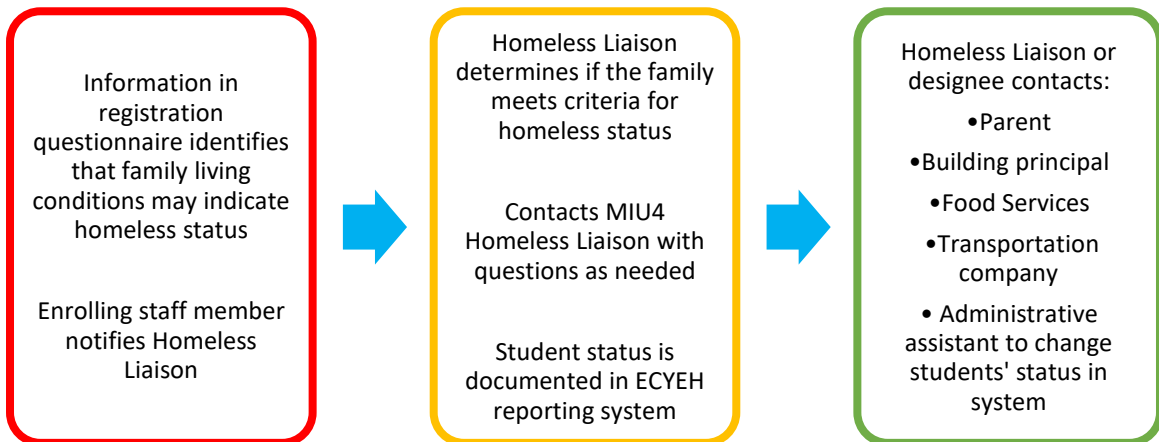 Information in
registration
questionnaire identifies
that family living
conditions may indicate
homeless status
Enrolling staff member
notifies Homeless
Liaison
Homeless Liaison
determines if the family
meets criteria for
homeless status
Contacts MIU4
Homeless Liaison with
questions as needed
Student status is
documented in ECYEH
reporting system
Homeless Liaison or
designee contacts:
•Parent
•Building principal
•Food Services
•Transportation
company
• Administrative
assistant to change
students' status in
system